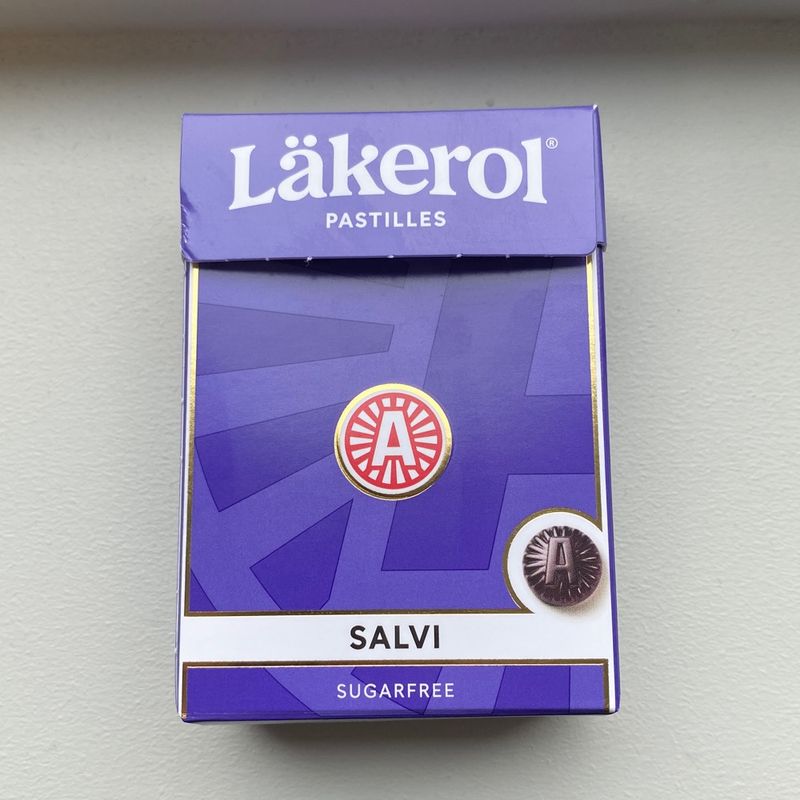 Läkerol®
PASTILLES
A
A
SALVI
SUGARFREE